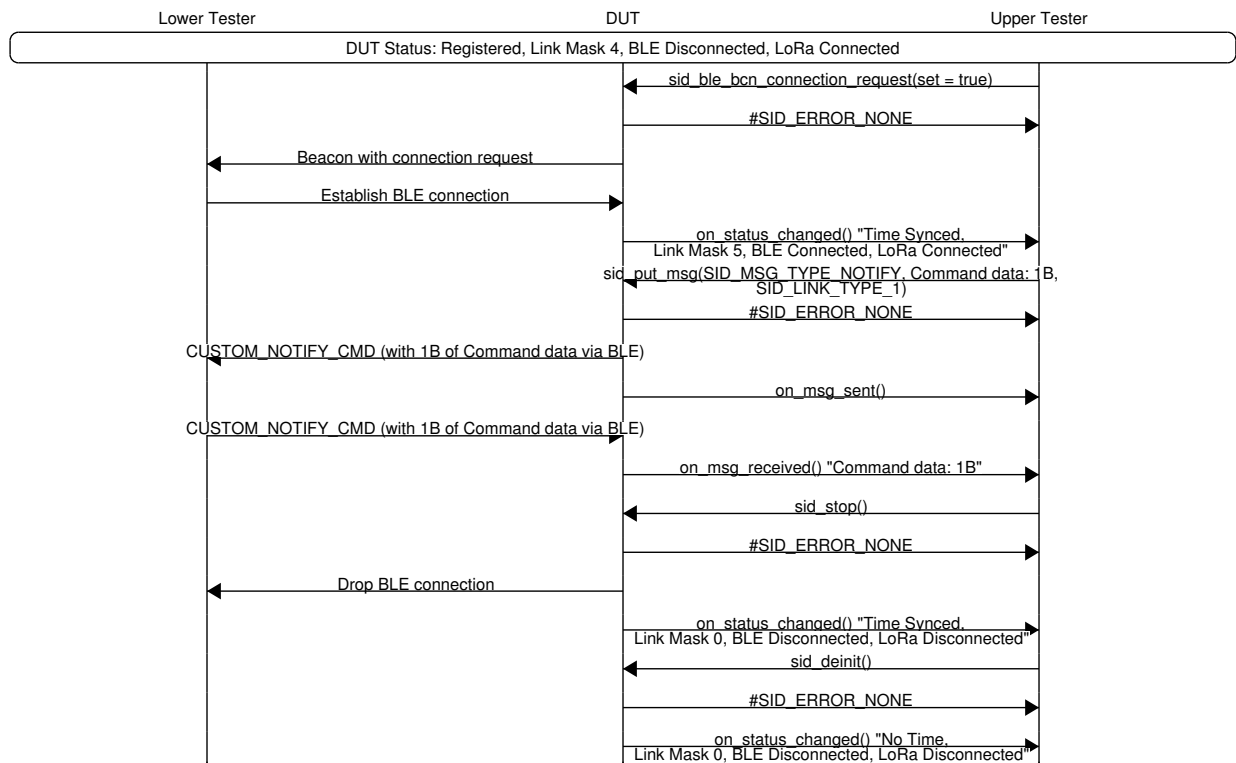 Lower Tester
DUT
Upper Tester
DUT Status: Registered, Link Mask 4, BLE Disconnected, LoRa Connected
sid_ble_bcn_connection_request(set = true)
#SID_ERROR_NONE
Beacon with connection request
Establish BLE connection
on_status_changed() "Time Synced,
Link Mask 5, BLE Connected, LoRa Connected"
sid_put_msg(SID_MSG_TYPE_NOTIFY, Command data: 1B,
SID_LINK_TYPE_1)
#SID_ERROR_NONE
CUSTOM_NOTIFY_CMD (with 1B of Command data via BLE)
on_msg_sent()
CUSTOM_NOTIFY_CMD (with 1B of Command data via BLE)
on_msg_received() "Command data: 1B"
sid_stop()
#SID_ERROR_NONE
Drop BLE connection
on_status_changed() "Time Synced,
Link Mask 0, BLE Disconnected, LoRa Disconnected"
sid_deinit()
#SID_ERROR_NONE
on_status_changed() "No Time,
Link Mask 0, BLE Disconnected, LoRa Disconnected"